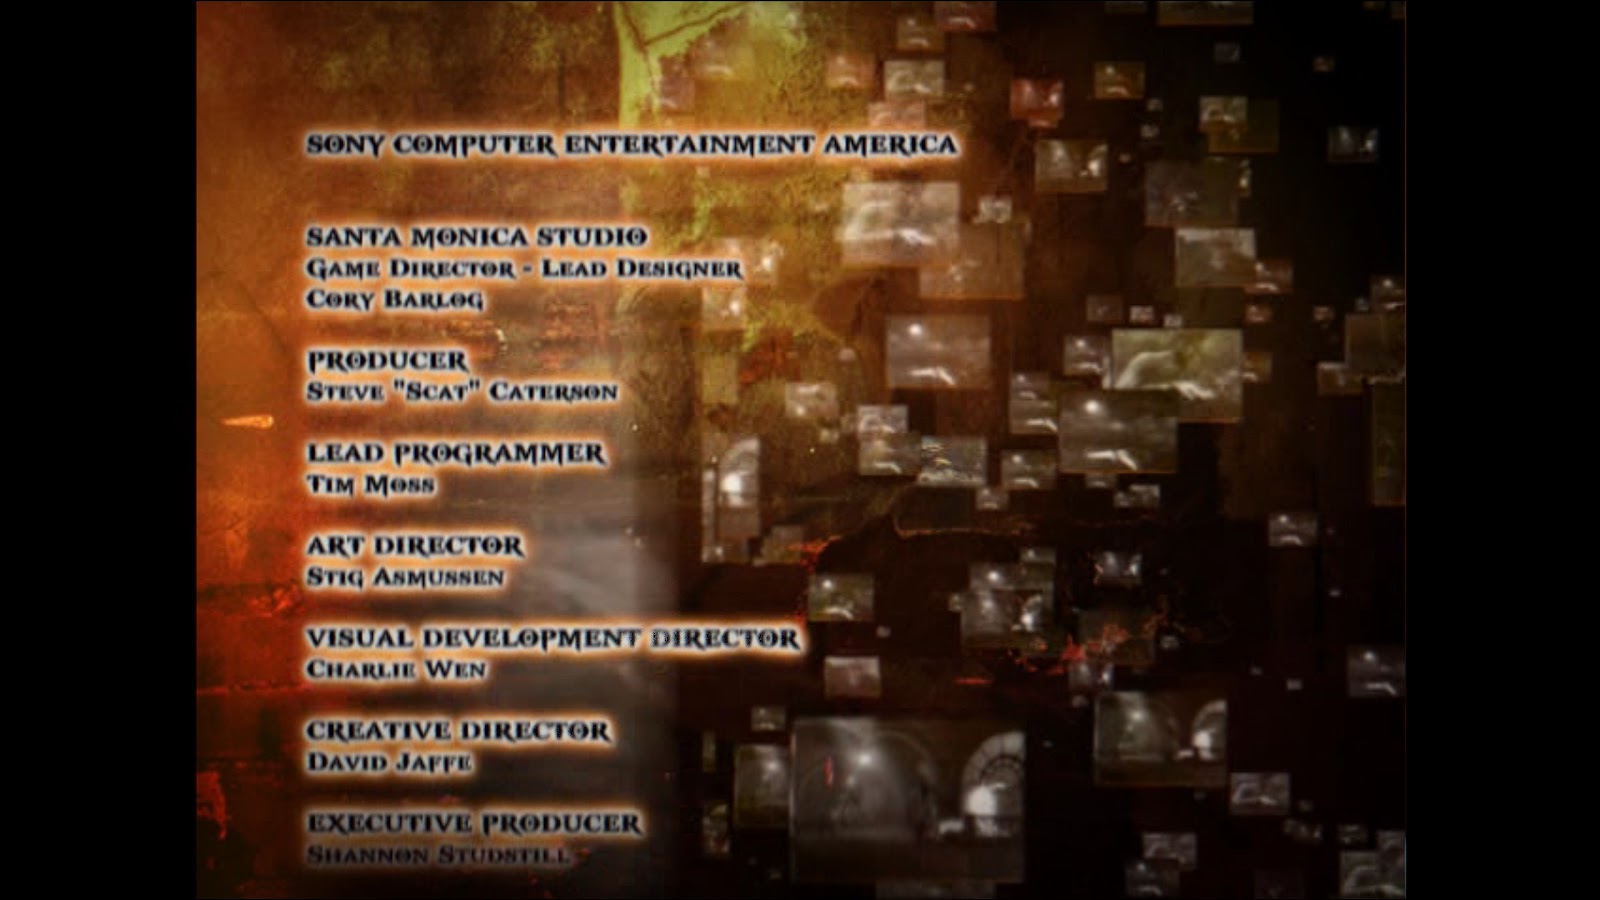 SONY COMPUTER ENTERTAINMENT AMERICA
SANTA MONICA STUDIO
GAME DIRECTOR - LEAD DESIGNER
CORY BARLOG
PRODUCER
STEVE "SCAT" CATERSON
LEAD PROGRAMMER
TIM MOSS
ART DIRECTOR
STIG ASMUSSEN
VISUAL DEVELOPMENT DIRECTOR
CHARLIE WEN
CREATIVE DIRECTOR
DAVID JAFFE
EXECUTIVE PRODUCER
SHANNON STUDSTILL